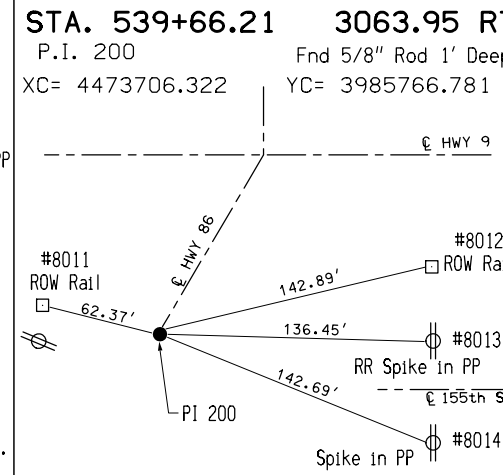 STA. 539+66.21 3063.95 RT
P.I. 200
Fnd 5/8" Rod 1' Deep
XC= 4473706.322 YC= 3985766.781
PP
℄ HWY 9
℄ HWY 86
#8011
ROW Rail
62.37'
#8012
ROW Ra
142.89'
136.45'
#8013
RR Spike in PP
142.69'
℄ 155th S
PI 200
#8014
Spike in PP